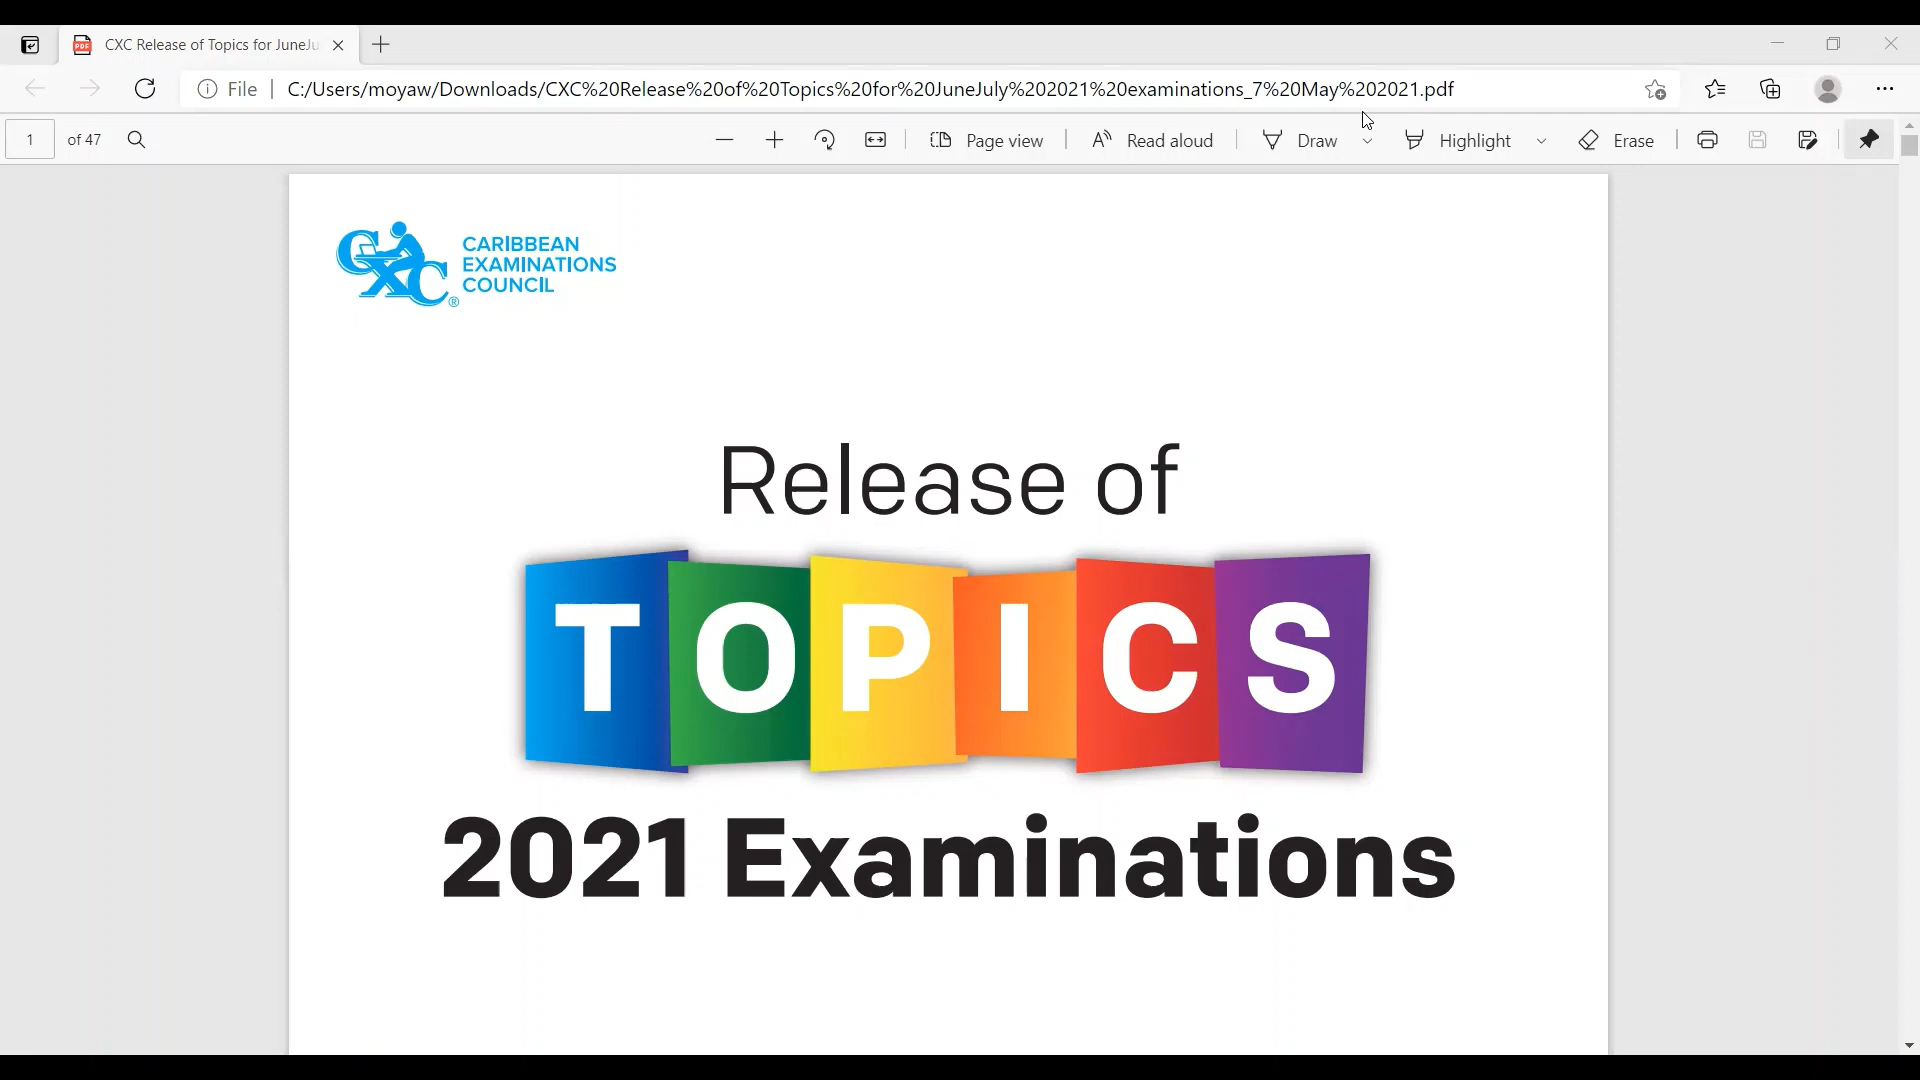 CXC Release of Topics for JuneJu
File
C:/Users/moyaw/Downloads/CXC%20Release%20of%20Topics%20for%20JuneJuly%202021%20examinations_7%20May%202021.pdf
1 of 47
Page view
Read aloud
Draw
Highlight
Erase
CXC®
CARIBBEAN
EXAMINATIONS
COUNCIL
Release of
TOPICS
2021 Examinations